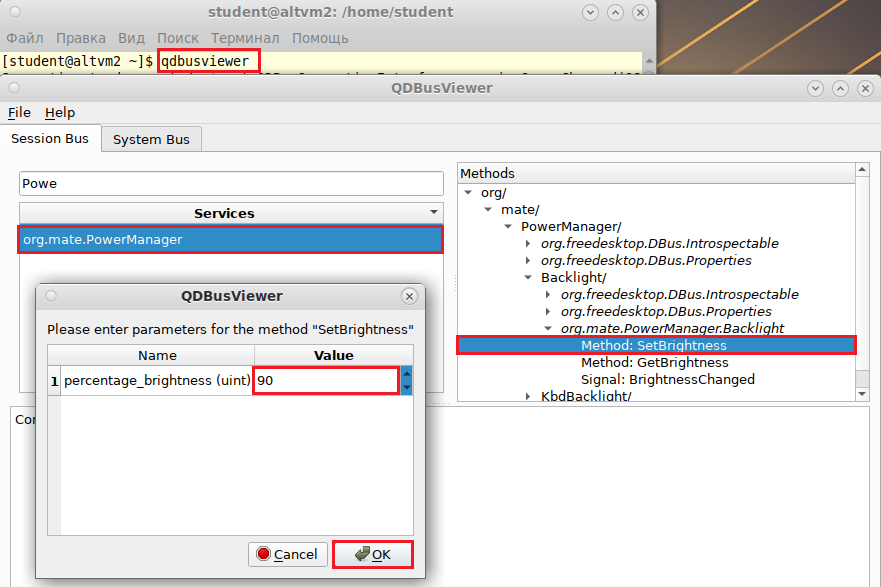 student@altvm2: /home/student
Файл Правка Вид Поиск Терминал Помощь
[student@altvm2 ~]$ qdbusviewer
QDBusViewer
File Help
Session Bus System Bus
Powe
Services
org.mate.PowerManager
Methods
org/
mate/
PowerManager/
org.freedesktop.DBus.Introspectable
org.freedesktop.DBus.Properties
Backlight/
org.freedesktop.DBus.Introspectable
org.freedesktop.DBus.Properties
org.mate.PowerManager.Backlight
Method: SetBrightness
Method: GetBrightness
Signal: BrightnessChanged
KbdBacklight/
QDBusViewer
Please enter parameters for the method "SetBrightness"
Name Value
1 percentage_brightness (uint) 90
Cancel OK